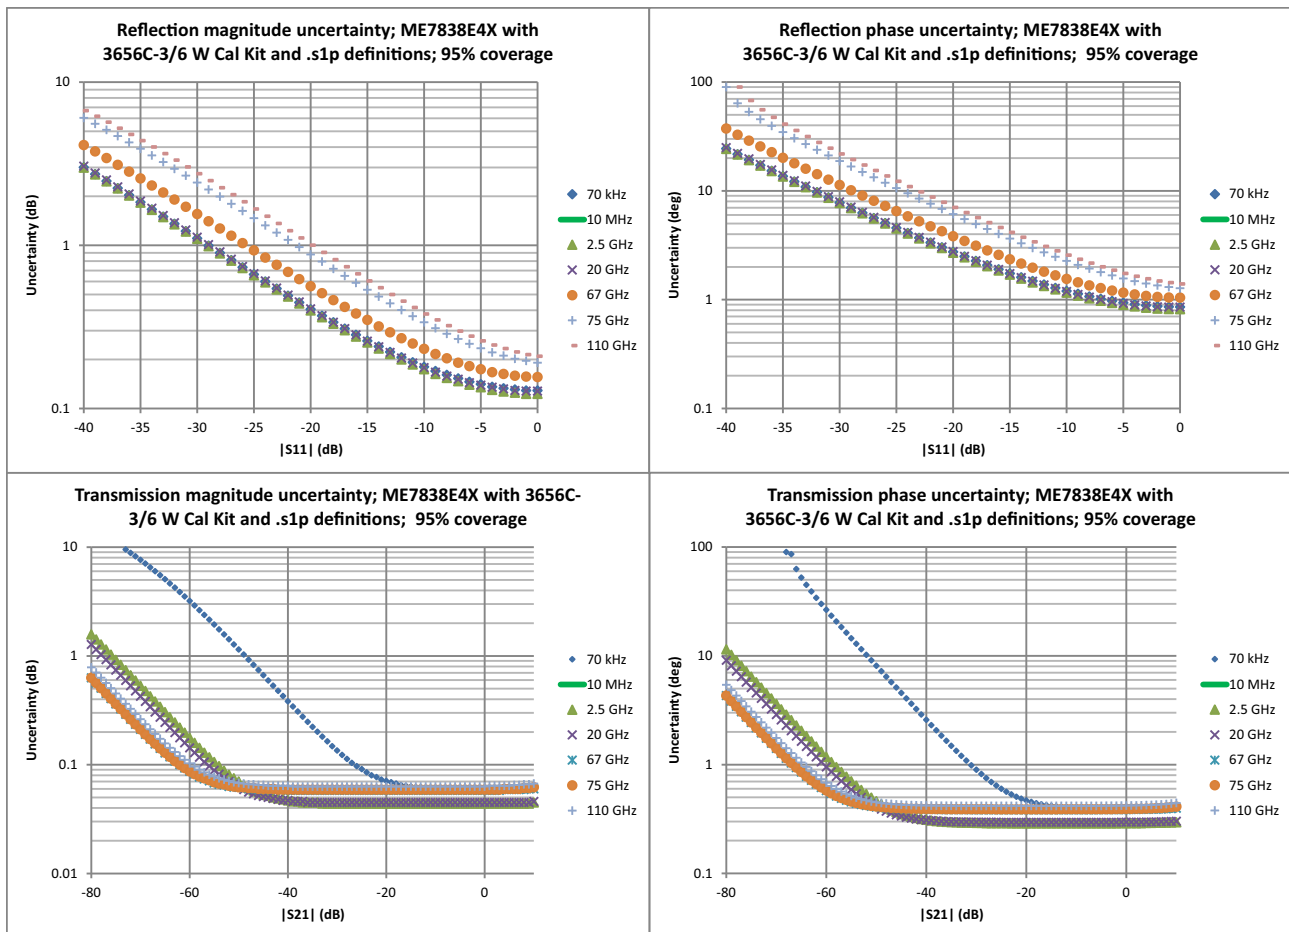 Reflection magnitude uncertainty; ME7838E4X with
3656C-3/6 W Cal Kit and .s1p definitions; 95% coverage
10
1
0.1
Uncertainty (dB)
-40 -35 -30 -25 -20 -15 -10 -5 0
|S11| (dB)
70 kHz
10 MHz
2.5 GHz
20 GHz
67 GHz
75 GHz
110 GHz
Reflection phase uncertainty; ME7838E4X with
3656C-3/6 W Cal Kit and .s1p definitions; 95% coverage
100
10
1
0.1
Uncertainty (deg)
-40 -35 -30 -25 -20 -15 -10 -5 0
|S11| (dB)
70 kHz
10 MHz
2.5 GHz
20 GHz
67 GHz
75 GHz
110 GHz
Transmission magnitude uncertainty; ME7838E4X with 3656C-
3/6 W Cal Kit and .s1p definitions; 95% coverage
10
1
0.1
0.01
Uncertainty (dB)
-80 -60 -40 -20 0
|S21| (dB)
70 kHz
10 MHz
2.5 GHz
20 GHz
67 GHz
75 GHz
110 GHz
Transmission phase uncertainty; ME7838E4X with
3656C-3/6 W Cal Kit and .s1p definitions; 95% coverage
100
10
1
0.1
Uncertainty (deg)
-80 -60 -40 -20 0
|S21| (dB)
70 kHz
10 MHz
2.5 GHz
20 GHz
67 GHz
75 GHz
110 GHz